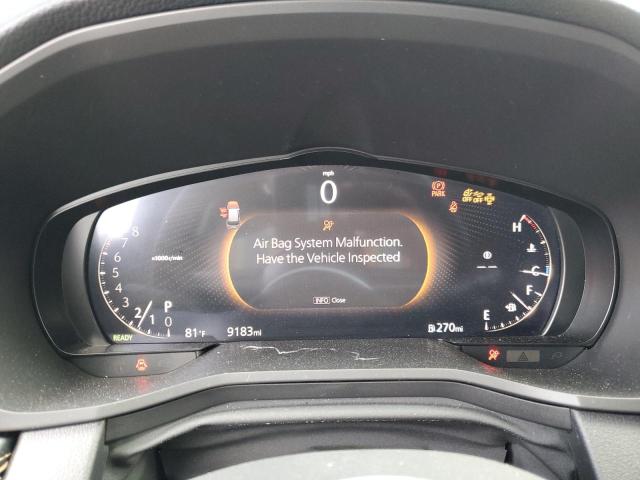 mph
0
PARK
OFF OFF
Air Bag System Malfunction.
Have the Vehicle Inspected
INFO Close
8
7
6
5
4
3
2
1
0
x1000r/min
P
READY
81°F
9183mi
270mi
H
C
F
E
-- --